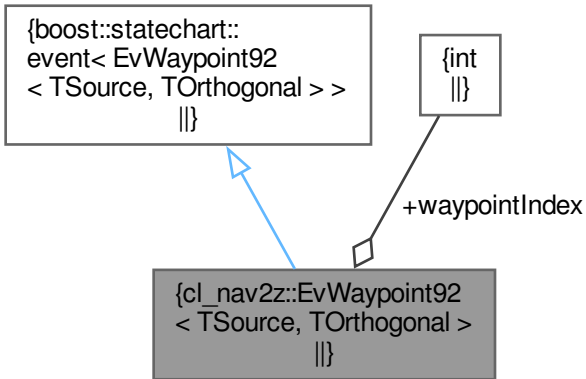 {boost::statechart::
event< EvWaypoint92
< TSource, TOrthogonal > >
||}
{int
||}
+waypointIndex
{cl_nav2z::EvWaypoint92
< TSource, TOrthogonal >
||}